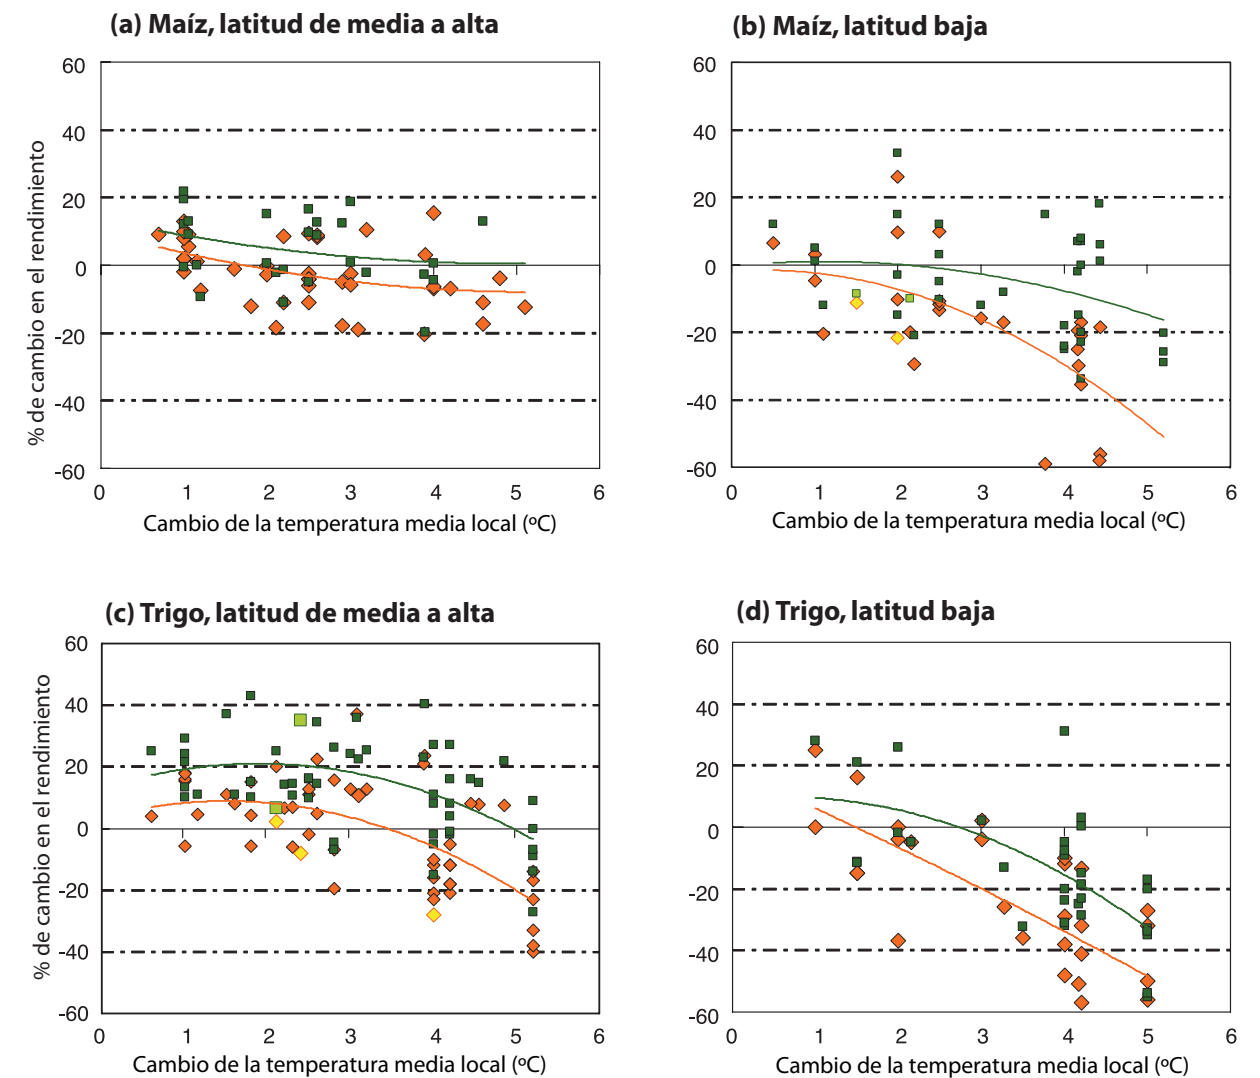 (a) Maíz, latitud de media a alta
(b) Maíz, latitud baja
% de cambio en el rendimiento
60
40
20
0
-20
-40
-60
0 1 2 3 4 5 6
Cambio de la temperatura media local (ºC)
60
40
20
0
-20
-40
-60
0 1 2 3 4 5 6
Cambio de la temperatura media local (ºC)
(c) Trigo, latitud de media a alta
(d) Trigo, latitud baja
% de cambio en el rendimiento
60
40
20
0
-20
-40
-60
0 1 2 3 4 5 6
Cambio de la temperatura media local (ºC)
60
40
20
0
-20
-40
-60
0 1 2 3 4 5 6
Cambio de la temperatura media local (ºC)